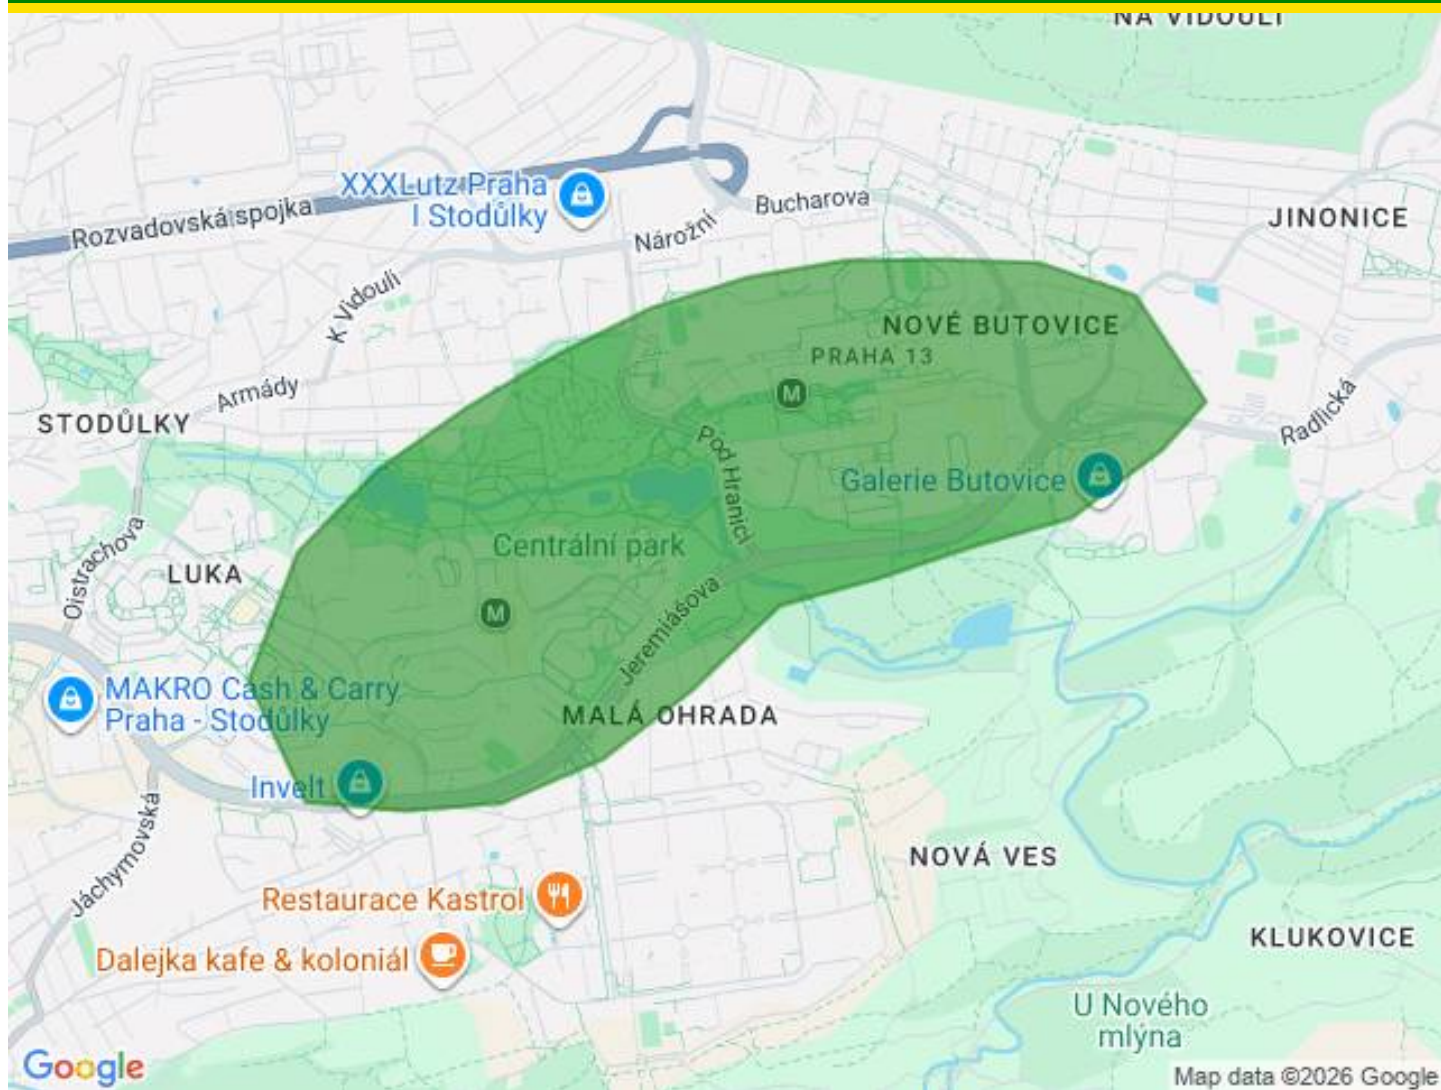 NA VIDOULI
XXXLutz Praha
I Stodůlky
Bucharova
Rozvadovská spojka
Nárožní
JINONICE
K Vidouli
NOVÉ BUTOVICE
PRAHA 13
M
Armády
STODŮLKY
Radlická
Pod Hranicí
Galerie Butovice
Oistrachova
Centrální park
LUKA
M
Jeremiášova
MAKRO Cash & Carry
Praha - Stodůlky
MALÁ OHRADA
Invelt
Jáchymovská
NOVÁ VES
Restaurace Kastrol
KLUKOVICE
Dalejka kafe & koloniál
U Nového
mlýna
Google
Map data ©2026 Google